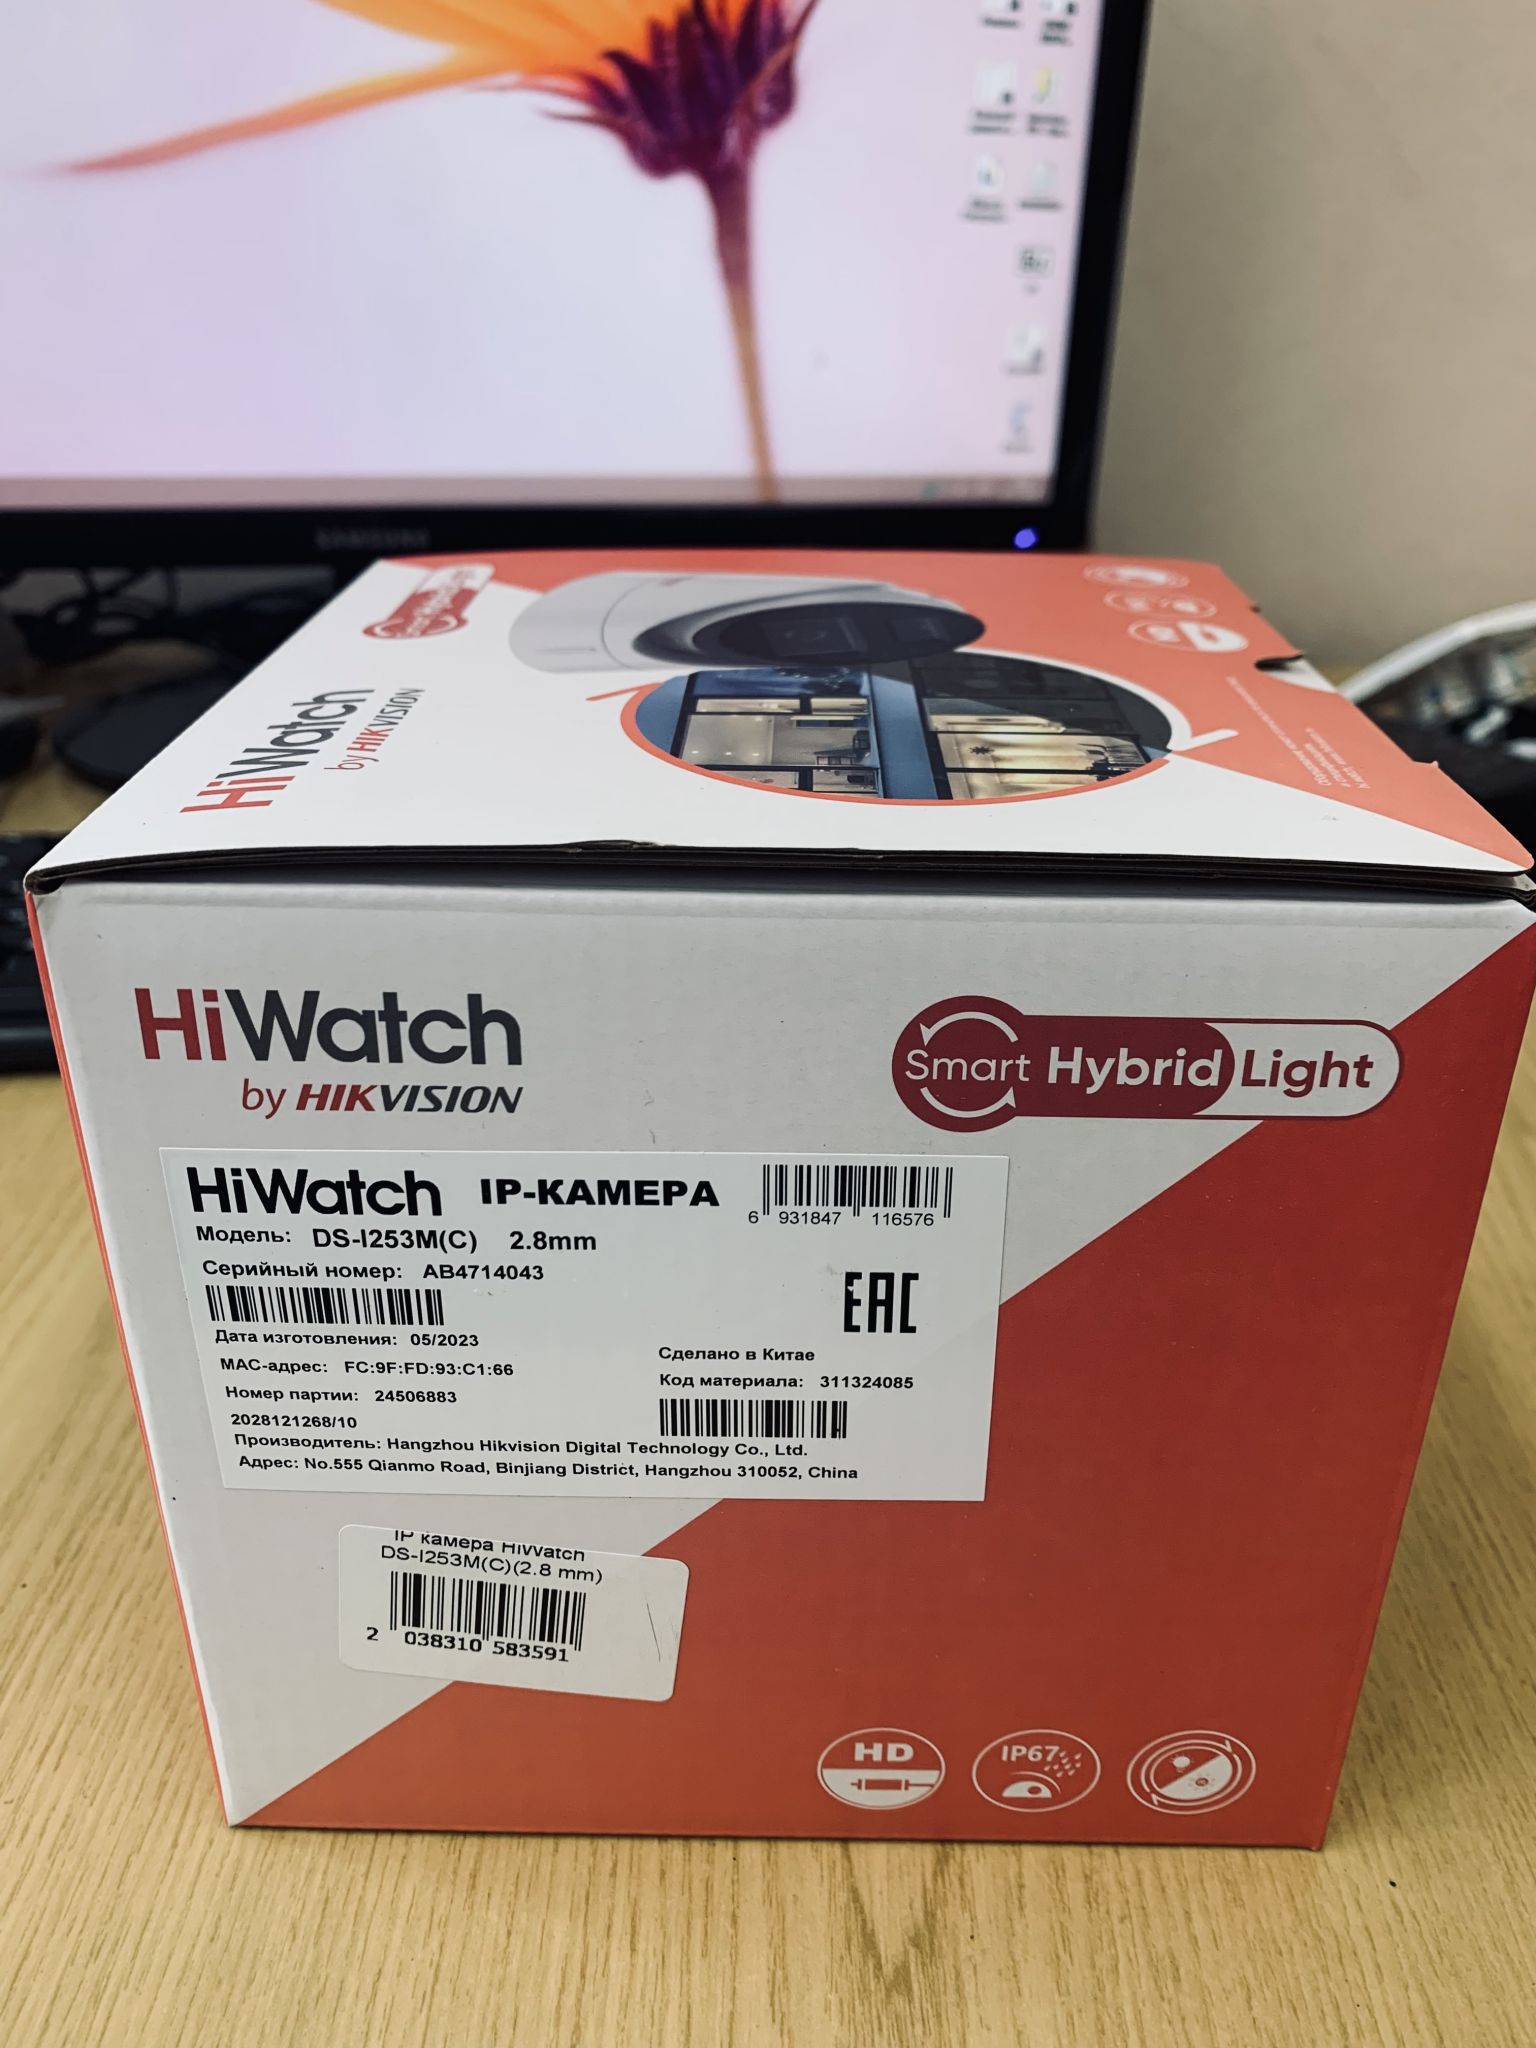 SAMSUNG
HiWatch
by HIKVISION
HiWatch
by HIKVISION
Smart Hybrid Light
HiWatch IP-КАМЕРА
6 931847 116576
Модель: DS-I253M(C) 2.8mm
Серийный номер: AB4714043
EAC
Дата изготовления: 05/2023
MAC-адрес: FC:9F:FD:93:C1:66
Номер партии: 24506883
2028121268/10
Сделано в Китае
Код материала: 311324085
Производитель: Hangzhou Hikvision Digital Technology Co., Ltd.
Адрес: No.555 Qianmo Road, Binjiang District, Hangzhou 310052, China
IP камера HiWatch
DS-I253M(C)(2.8 mm)
2 038310 583591
HD
IP67